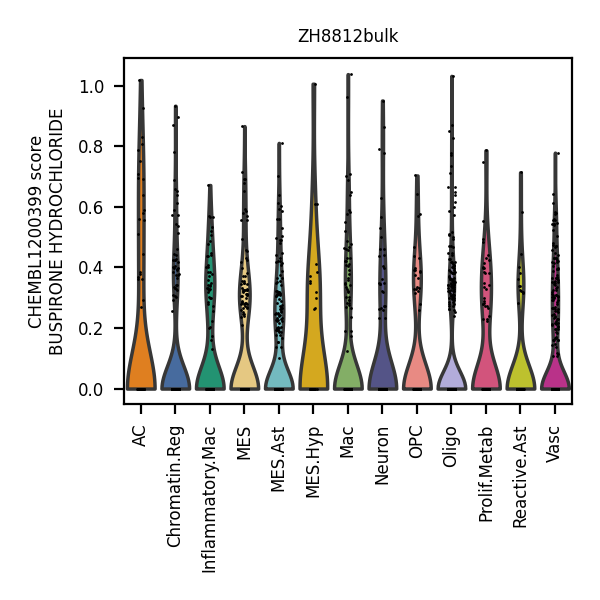 ZH8812bulk
CHEMBL1200399 score
BUSPIRONE HYDROCHLORIDE
1.0
0.8
0.6
0.4
0.2
0.0
AC
Chromatin.Reg
Inflammatory.Mac
MES
MES.Ast
MES.Hyp
Mac
Neuron
OPC
Oligo
Prolif.Metab
Reactive.Ast
Vasc